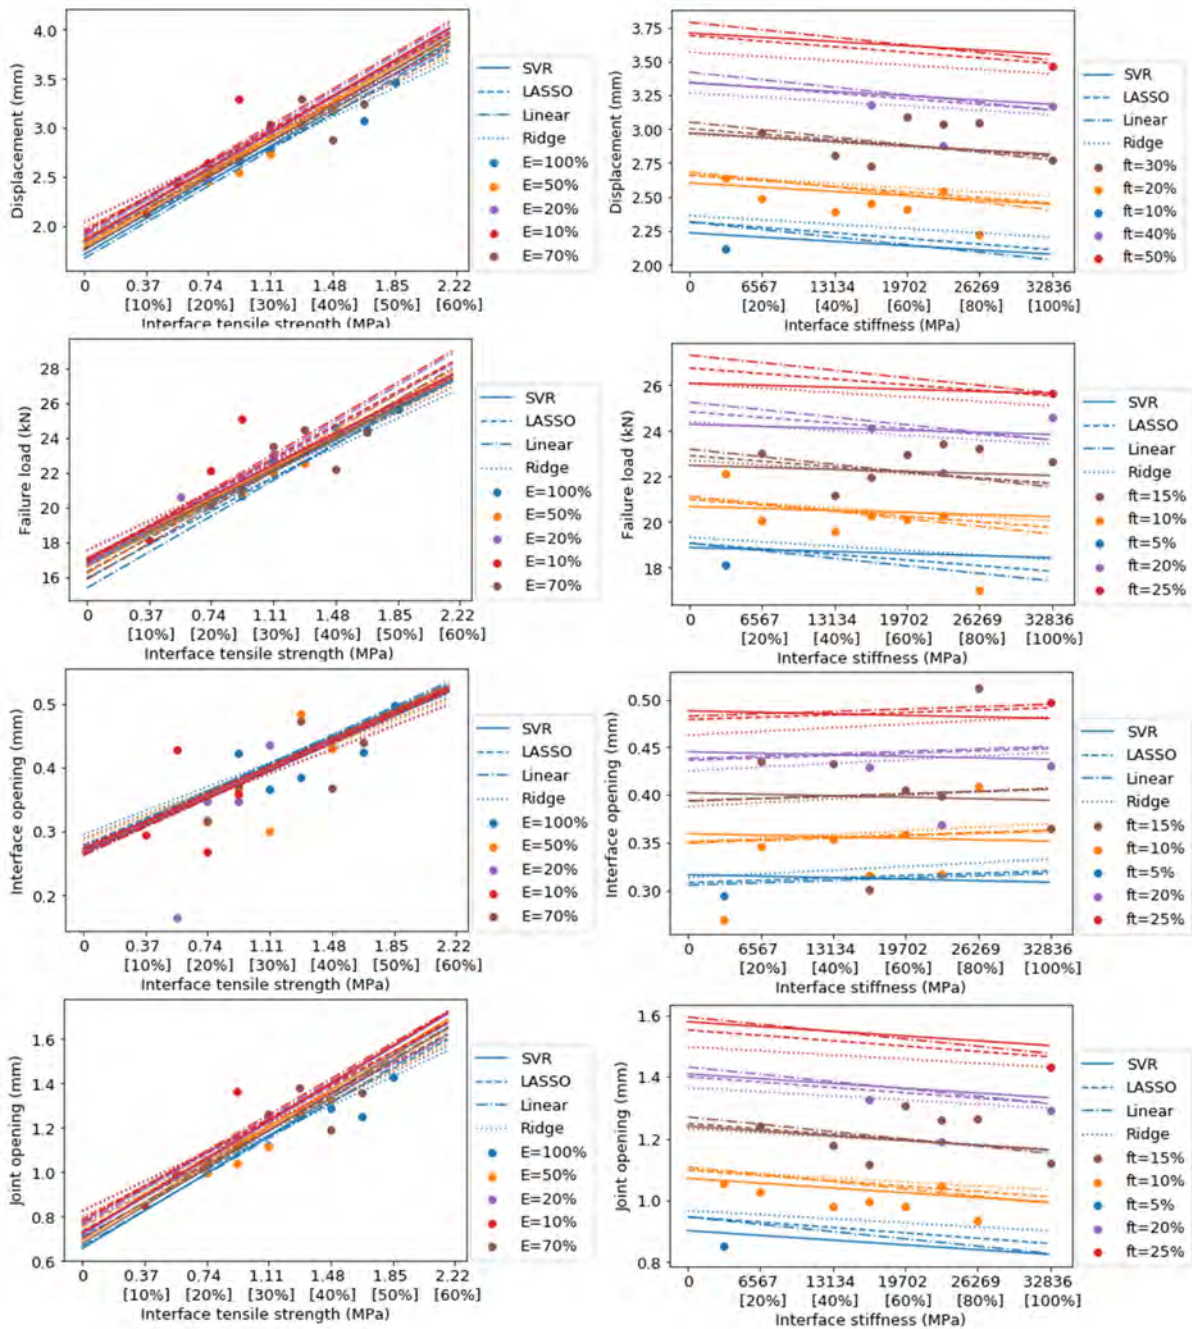 4.0
3.5
3.0
2.5
2.0
Displacement (mm)
0 0.37 0.74 1.11 1.48 1.85 2.22
[10%] [20%] [30%] [40%] [50%] [60%]
Interface tensile strength (MPa)
SVR
LASSO
Linear
Ridge
E=100%
E=50%
E=20%
E=10%
E=70%
3.75
3.50
3.25
3.00
2.75
2.50
2.25
2.00
Displacement (mm)
0 6567 13134 19702 26269 32836
[20%] [40%] [60%] [80%] [100%]
Interface stiffness (MPa)
SVR
LASSO
Linear
Ridge
ft=30%
ft=20%
ft=10%
ft=40%
ft=50%
28
26
24
22
20
18
16
Failure load (kN)
0 0.37 0.74 1.11 1.48 1.85 2.22
[10%] [20%] [30%] [40%] [50%] [60%]
Interface tensile strength (MPa)
SVR
LASSO
Linear
Ridge
E=100%
E=50%
E=20%
E=10%
E=70%
26
24
22
20
18
Failure load (kN)
0 6567 13134 19702 26269 32836
[20%] [40%] [60%] [80%] [100%]
Interface stiffness (MPa)
SVR
LASSO
Linear
Ridge
ft=15%
ft=10%
ft=5%
ft=20%
ft=25%
0.5
0.4
0.3
0.2
Interface opening (mm)
0 0.37 0.74 1.11 1.48 1.85 2.22
[10%] [20%] [30%] [40%] [50%] [60%]
Interface tensile strength (MPa)
SVR
LASSO
Linear
Ridge
E=100%
E=50%
E=20%
E=10%
E=70%
0.50
0.45
0.40
0.35
0.30
Interface opening (mm)
0 6567 13134 19702 26269 32836
[20%] [40%] [60%] [80%] [100%]
Interface stiffness (MPa)
SVR
LASSO
Linear
Ridge
ft=15%
ft=10%
ft=5%
ft=20%
ft=25%
1.6
1.4
1.2
1.0
0.8
0.6
Joint opening (mm)
0 0.37 0.74 1.11 1.48 1.85 2.22
[10%] [20%] [30%] [40%] [50%] [60%]
Interface tensile strength (MPa)
SVR
LASSO
Linear
Ridge
E=100%
E=50%
E=20%
E=10%
E=70%
1.6
1.4
1.2
1.0
0.8
Joint opening (mm)
0 6567 13134 19702 26269 32836
[20%] [40%] [60%] [80%] [100%]
Interface stiffness (MPa)
SVR
LASSO
Linear
Ridge
ft=15%
ft=10%
ft=5%
ft=20%
ft=25%